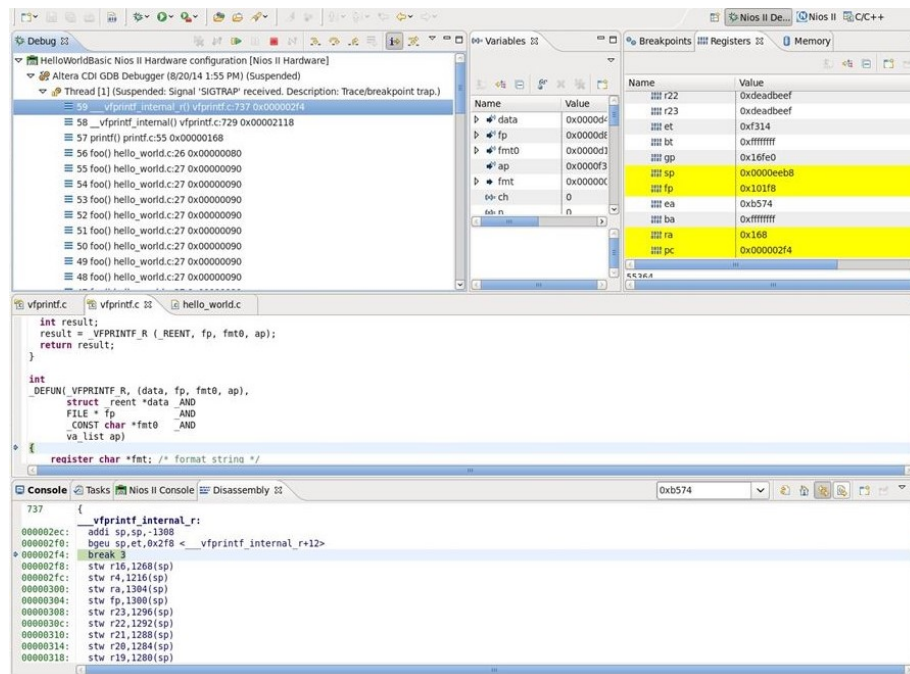 Nios II De...
Nios II
C/C++
Debug
HelloWorldBasic Nios II Hardware configuration [Nios II Hardware]
Altera CDI GDB Debugger (8/20/14 1:55 PM) (Suspended)
Thread [1] (Suspended: Signal 'SIGTRAP' received. Description: Trace/breakpoint trap.)
59 ___vfprintf_internal_r() vfprintf.c:737 0x000002f4
58 __vfprintf_internal() vfprintf.c:729 0x00002118
57 printf() printf.c:55 0x00000168
56 foo() hello_world.c:26 0x00000080
55 foo() hello_world.c:27 0x00000090
54 foo() hello_world.c:27 0x00000090
53 foo() hello_world.c:27 0x00000090
52 foo() hello_world.c:27 0x00000090
51 foo() hello_world.c:27 0x00000090
50 foo() hello_world.c:27 0x00000090
49 foo() hello_world.c:27 0x00000090
48 foo() hello_world.c:27 0x00000090
Variables
Name Value
data 0x0000d4
fp 0x0000d8
fmt0 0x0000d1
ap 0x0000f3
fmt 0x000000
ch 0
n 0
Breakpoints Registers Memory
Name Value
r22 0xdeadbeef
r23 0xdeadbeef
et 0xf314
bt 0xffffffff
gp 0x16fe0
sp 0x0000eeb8
fp 0x101f8
ea 0xb574
ba 0xffffffff
ra 0x168
pc 0x000002f4
55364
vfprintf.c vfprintf.c hello_world.c
int result;
result = _VFPRINTF_R (_REENT, fp, fmt0, ap);
return result;
}
int
_DEFUN(_VFPRINTF_R, (data, fp, fmt0, ap),
struct _reent *data _AND
FILE * fp _AND
_CONST char *fmt0 _AND
va_list ap)
{
register char *fmt; /* format string */
Console Tasks Nios II Console Disassembly
0xb574
737 {
___vfprintf_internal_r:
000002ec: addi sp,sp,-1308
000002f0: bgeu sp,et,0x2f8 <___vfprintf_internal_r+12>
000002f4: break 3
000002f8: stw r16,1268(sp)
000002fc: stw r4,1216(sp)
00000300: stw ra,1304(sp)
00000304: stw fp,1300(sp)
00000308: stw r23,1296(sp)
0000030c: stw r22,1292(sp)
00000310: stw r21,1288(sp)
00000314: stw r20,1284(sp)
00000318: stw r19,1280(sp)